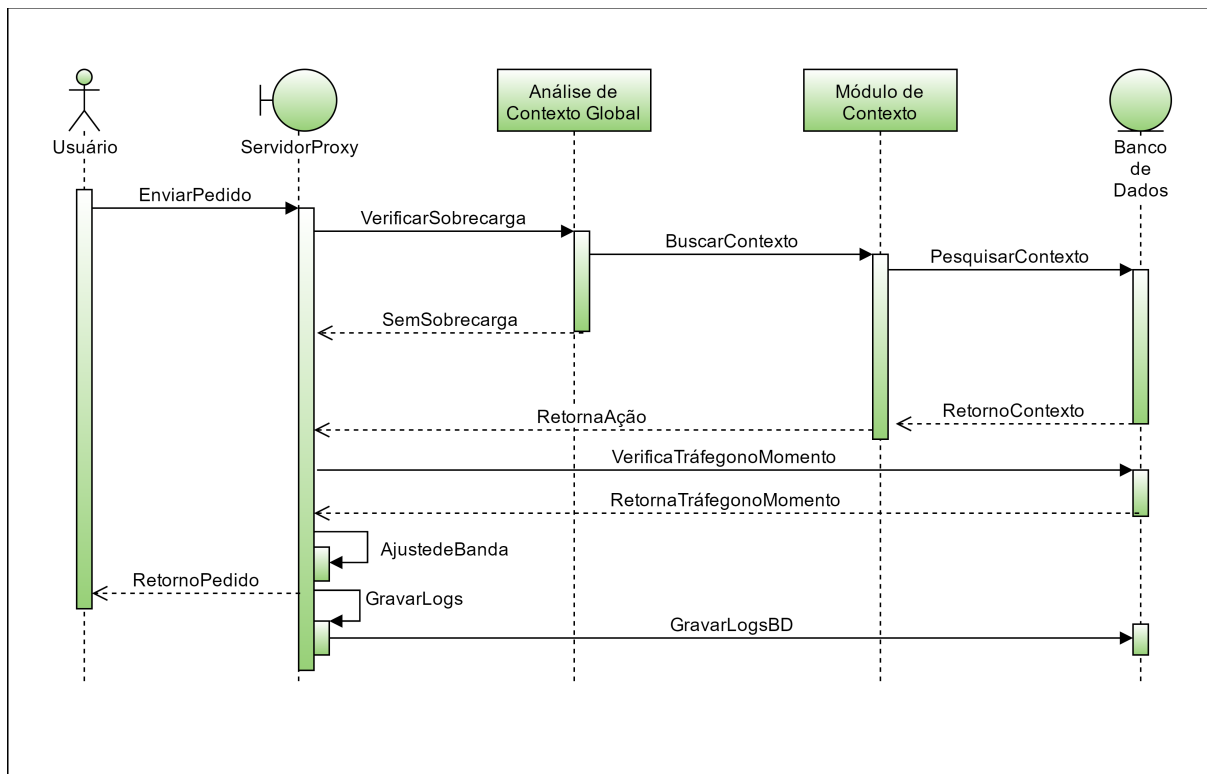 Análise de
Contexto Global
Módulo de
Contexto
Usuário
ServidorProxy
Banco
de
Dados
EnviarPedido
VerificarSobrecarga
BuscarContexto
PesquisarContexto
SemSobrecarga
RetornoContexto
RetornaAção
VerificaTráfegonoMomento
RetornaTráfegonoMomento
AjustedeBanda
RetornoPedido
GravarLogs
GravarLogsBD